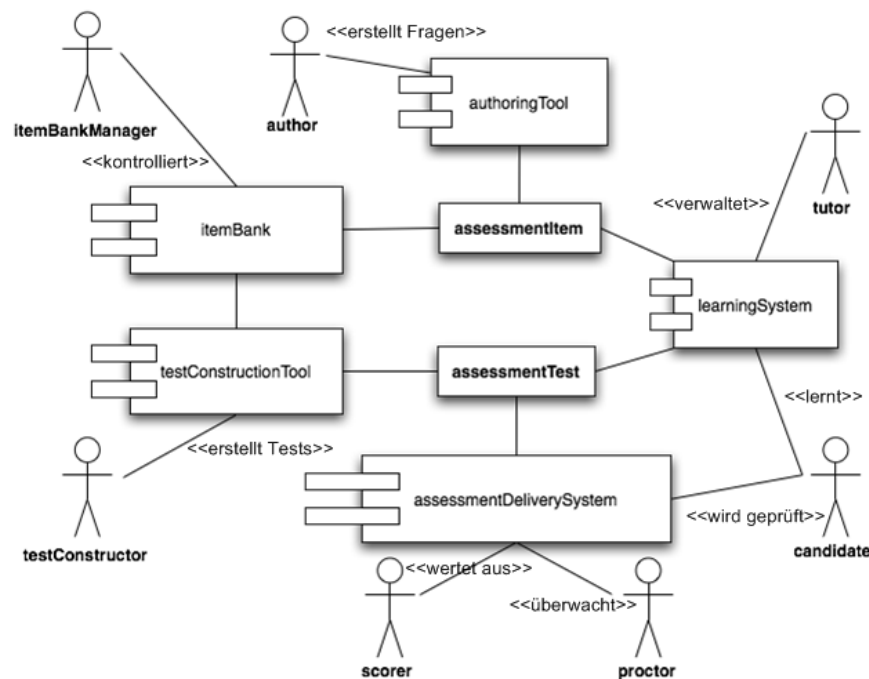 <<erstellt Fragen>>
authoringTool
author
itemBankManager
<<kontrolliert>>
tutor
<<verwaltet>>
itemBank
assessmentItem
learningSystem
testConstructionTool
assessmentTest
<<lernt>>
<<erstellt Tests>>
assessmentDeliverySystem
<<wird geprüft>>
testConstructor
candidate
<<wertet aus>>
<<überwacht>>
scorer
proctor